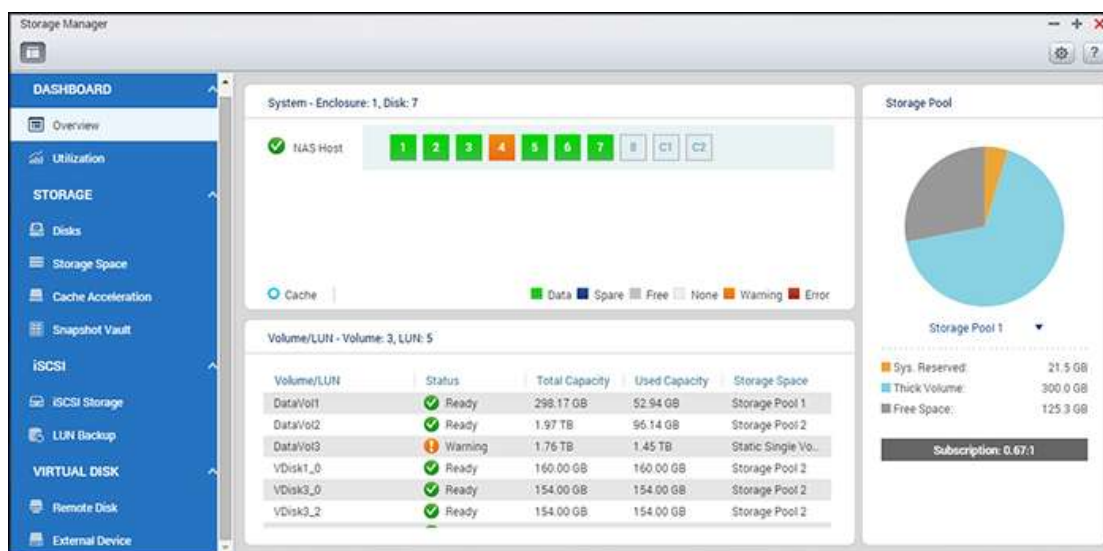 Storage Manager
DASHBOARD
Overview
Utilization
STORAGE
Disks
Storage Space
Cache Acceleration
Snapshot Vault
iSCSI
iSCSI Storage
LUN Backup
VIRTUAL DISK
Remote Disk
External Device
System - Enclosure: 1, Disk: 7
NAS Host 1 2 3 4 5 6 7 8 C1 C2
Cache Data Spare Free None Warning Error
Volume/LUN - Volume: 3, LUN: 5
Volume/LUN Status Total Capacity Used Capacity Storage Space
DataVol1 Ready 298.17 GB 52.94 GB Storage Pool 1
DataVol2 Ready 1.97 TB 96.14 GB Storage Pool 2
DataVol3 Warning 1.76 TB 1.45 TB Static Single Vo...
VDisk1_0 Ready 160.00 GB 160.00 GB Storage Pool 2
VDisk3_0 Ready 154.00 GB 154.00 GB Storage Pool 2
VDisk3_2 Ready 154.00 GB 154.00 GB Storage Pool 2
Storage Pool
Storage Pool 1
Sys. Reserved: 21.5 GB
Thick Volume: 300.0 GB
Free Space: 125.3 GB
Subscription: 0.67:1